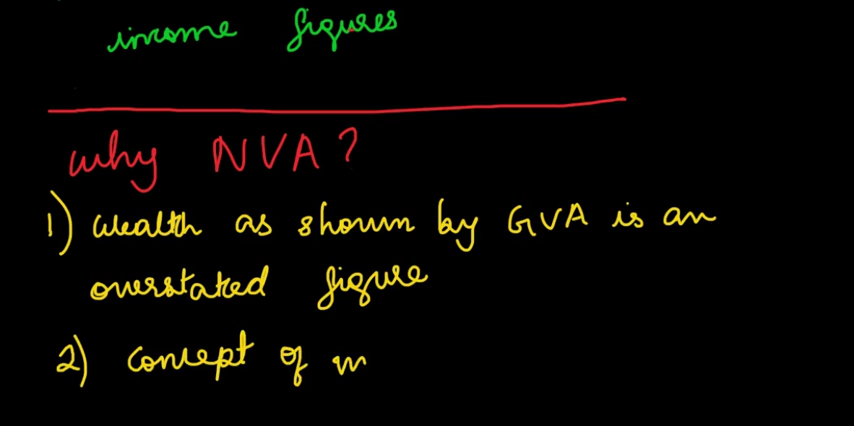 income figures
Why NVA?
1) Wealth as shown by GVA is an
overstated figure
2) Concept of